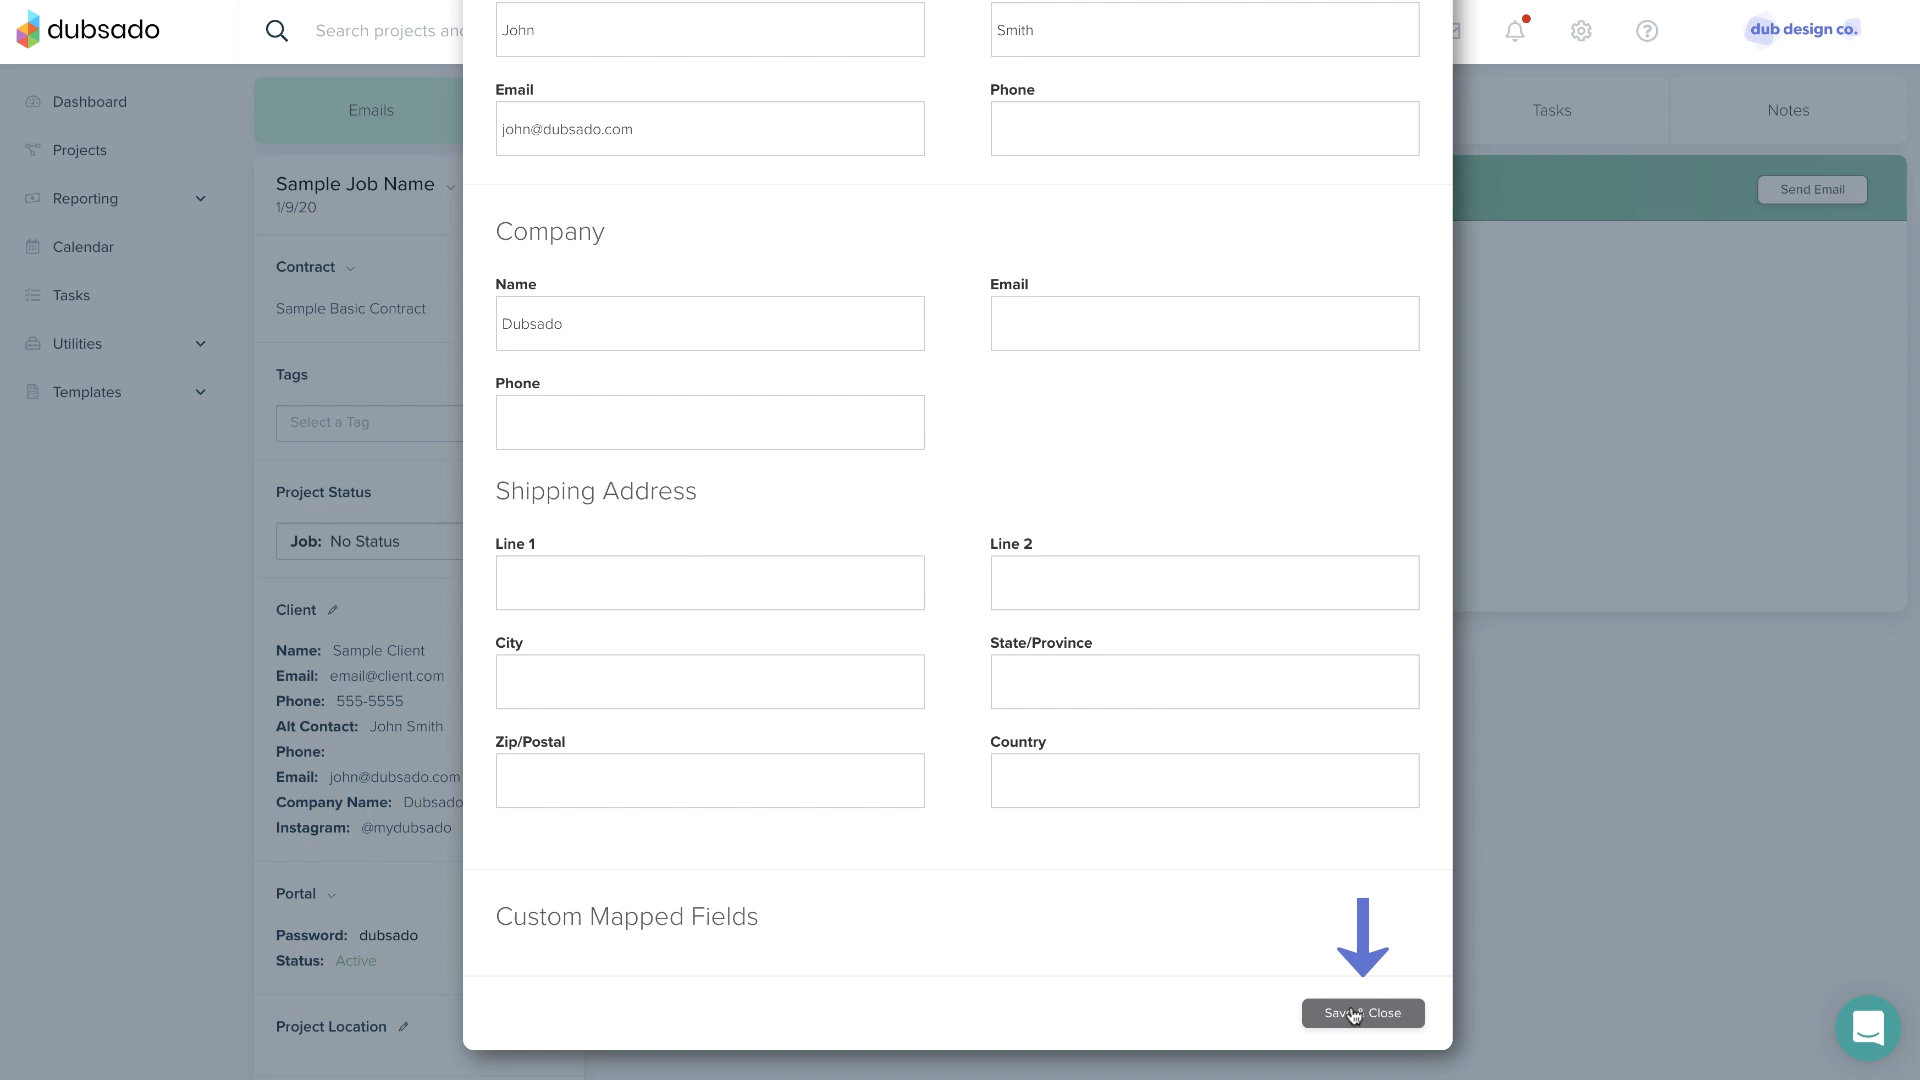 dubsado
Search projects and
dub design co.
Dashboard
Projects
Reporting
Calendar
Tasks
Utilities
Templates
Emails
Tasks
Notes
Send Email
Sample Job Name
1/9/20
Contract
Sample Basic Contract
Tags
Select a Tag
Project Status
Job: No Status
Client
Name: Sample Client
Email: email@client.com
Phone: 555-5555
Alt Contact: John Smith
Phone:
Email: john@dubsado.com
Company Name: Dubsado
Instagram: @mydubsado
Portal
Password: dubsado
Status: Active
Project Location
John
Smith
Email
Phone
john@dubsado.com
Company
Name
Email
Dubsado
Phone
Shipping Address
Line 1
Line 2
City
State/Province
Zip/Postal
Country
Custom Mapped Fields
Save & Close